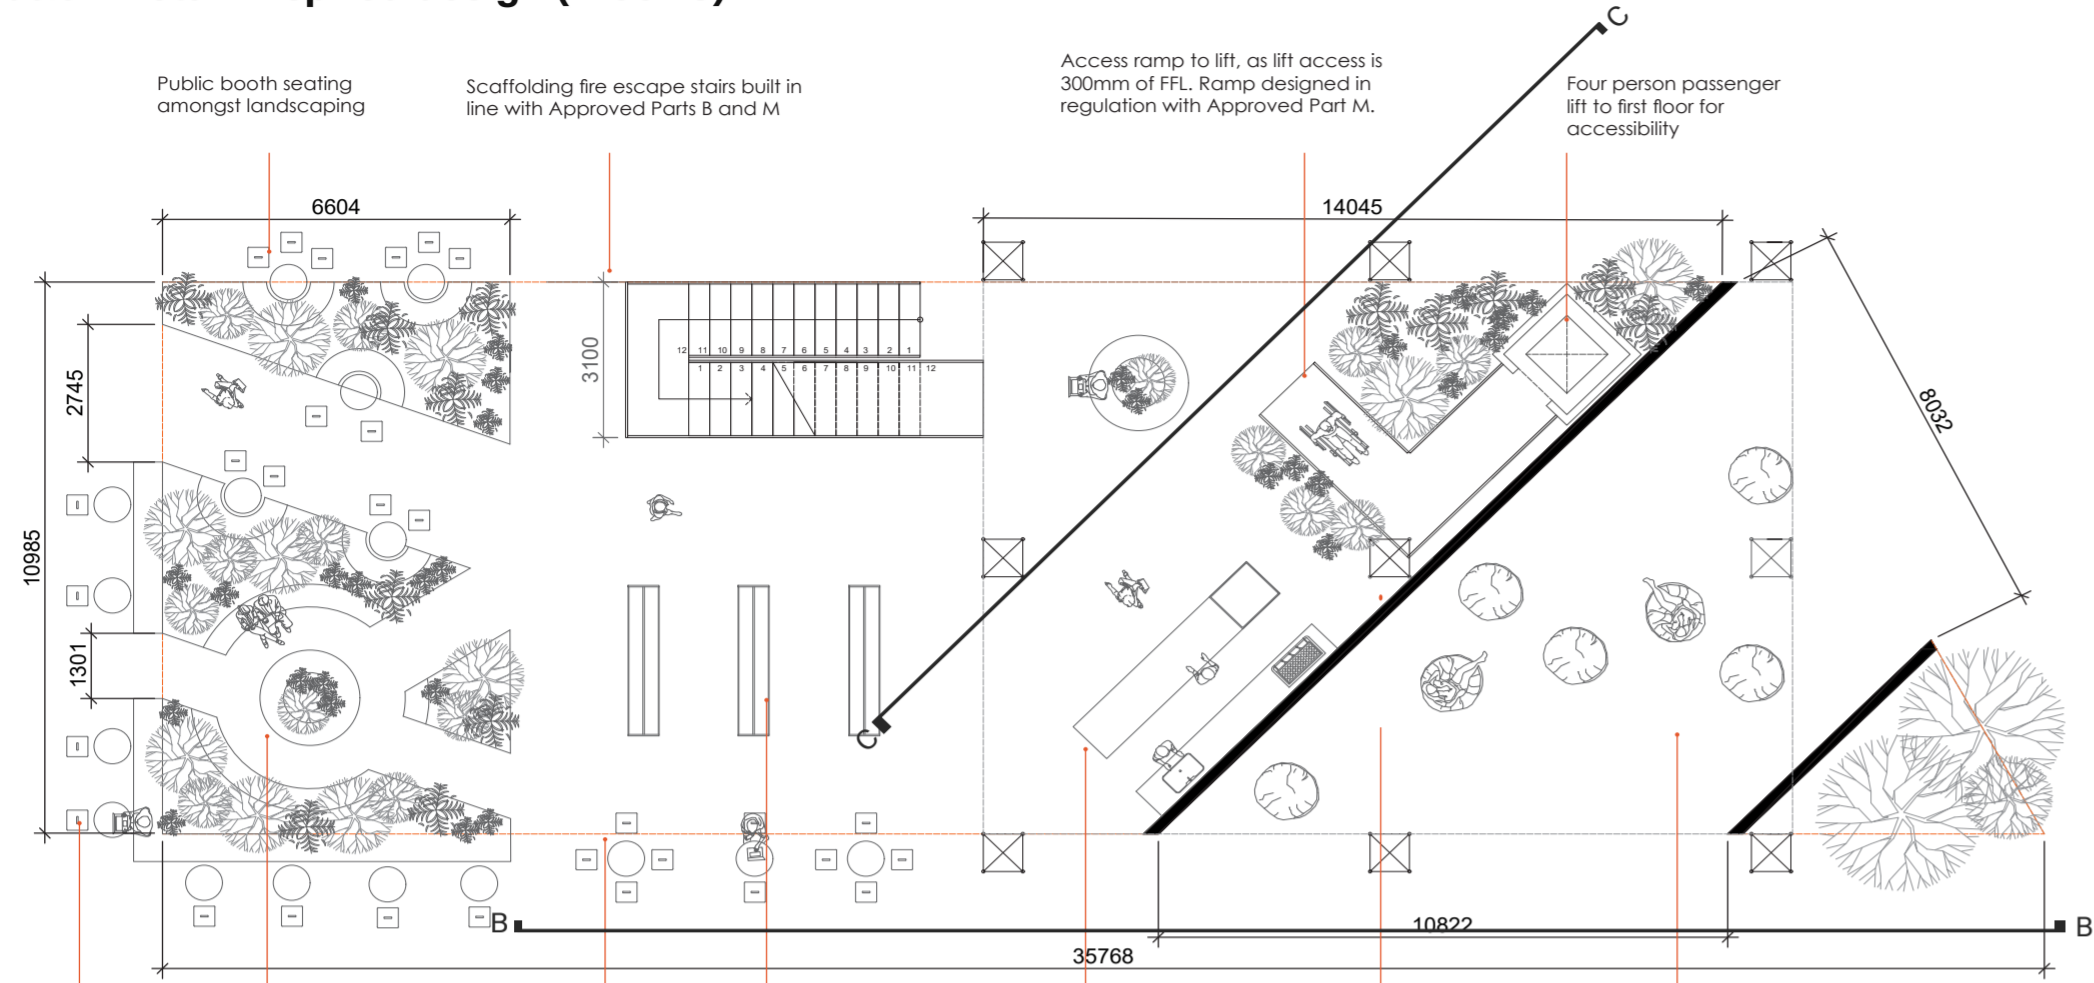 Public booth seating
amongst landscaping
Scaffolding fire escape stairs built in
line with Approved Parts B and M
Access ramp to lift, as lift access is
300mm of FFL. Ramp designed in
regulation with Approved Part M.
Four person passenger
lift to first floor for
accessibility
C
6604
14045
3100
2745
8032
10985
1301
12 11 10 9 8 7 6 5 4 3 2 1
1 2 3 4 5 6 7 8 9 10 11 12
C
B
B
10822
35768